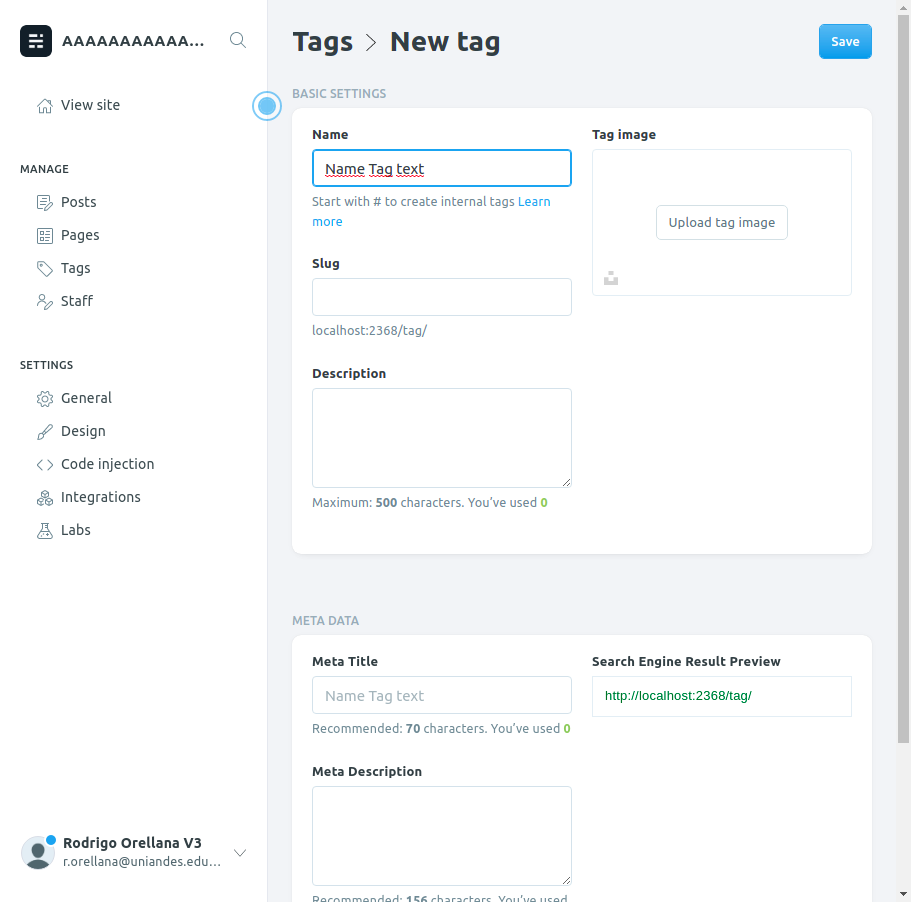 AAAAAAAAAAAA...
View site
MANAGE
Posts
Pages
Tags
Staff
SETTINGS
General
Design
Code injection
Integrations
Labs
Rodrigo Orellana V3
r.orellana@uniandes.edu...
Tags > New tag
Save
BASIC SETTINGS
Name
Name Tag text
Start with # to create internal tags Learn
more
Slug
localhost:2368/tag/
Description
Maximum: 500 characters. You’ve used 0
Tag image
Upload tag image
META DATA
Meta Title
Name Tag text
Recommended: 70 characters. You’ve used 0
Meta Description
Recommended: 156 characters. You’ve used
Search Engine Result Preview
http://localhost:2368/tag/